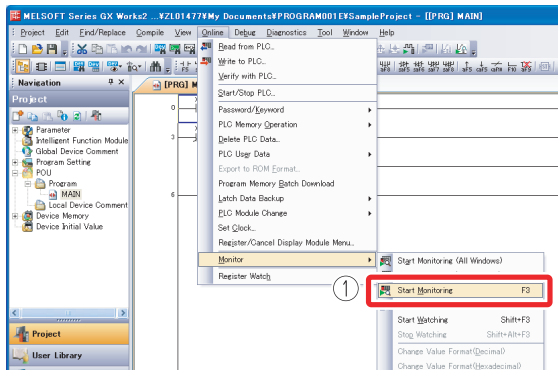 MELSOFT Series GX Works2 ...¥ZL01477¥My Documents¥PROGRAM001E¥SampleProject - [[PRG] MAIN]
Project Edit Find/Replace Compile View Online Debug Diagnostics Tool Window Help
Navigation
[PRG] M
Project
Parameter
Intelligent Function Module
Global Device Comment
Program Setting
POU
Program
MAIN
Local Device Comment
Device Memory
Device Initial Value
Project
User Library
0
3
6
Read from PLC...
Write to PLC...
Verify with PLC...
Start/Stop PLC...
Password/Keyword
PLC Memory Operation
Delete PLC Data...
PLC User Data
Export to ROM Format...
Program Memory Batch Download
Latch Data Backup
PLC Module Change
Set Clock...
Register/Cancel Display Module Menu...
Monitor
Register Watch
Start Monitoring (All Windows)
1
Start Monitoring F3
Start Watching Shift+F3
Stop Watching Shift+Alt+F3
Change Value Format(Decimal)
Change Value Format(Hexadecimal)